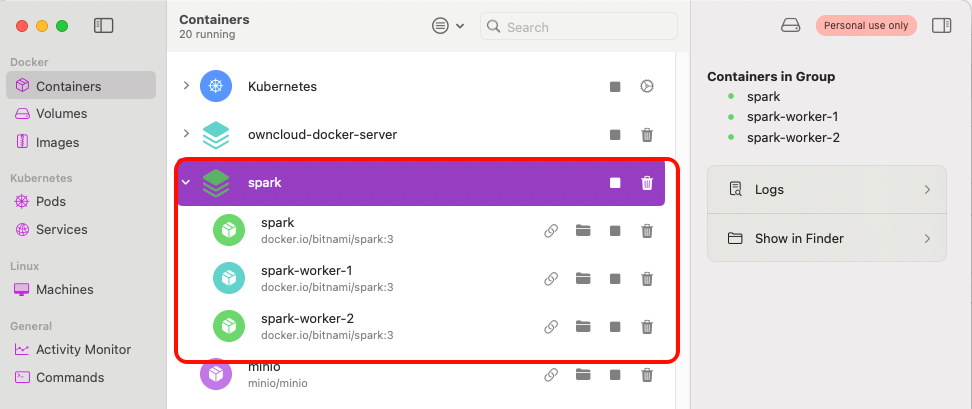 Containers
20 running
Search
Personal use only
Docker
Containers
Volumes
Images
Kubernetes
Pods
Services
Linux
Machines
General
Activity Monitor
Commands
Kubernetes
owncloud-docker-server
spark
spark
docker.io/bitnami/spark:3
spark-worker-1
docker.io/bitnami/spark:3
spark-worker-2
docker.io/bitnami/spark:3
minio
minio/minio
Containers in Group
spark
spark-worker-1
spark-worker-2
Logs
Show in Finder